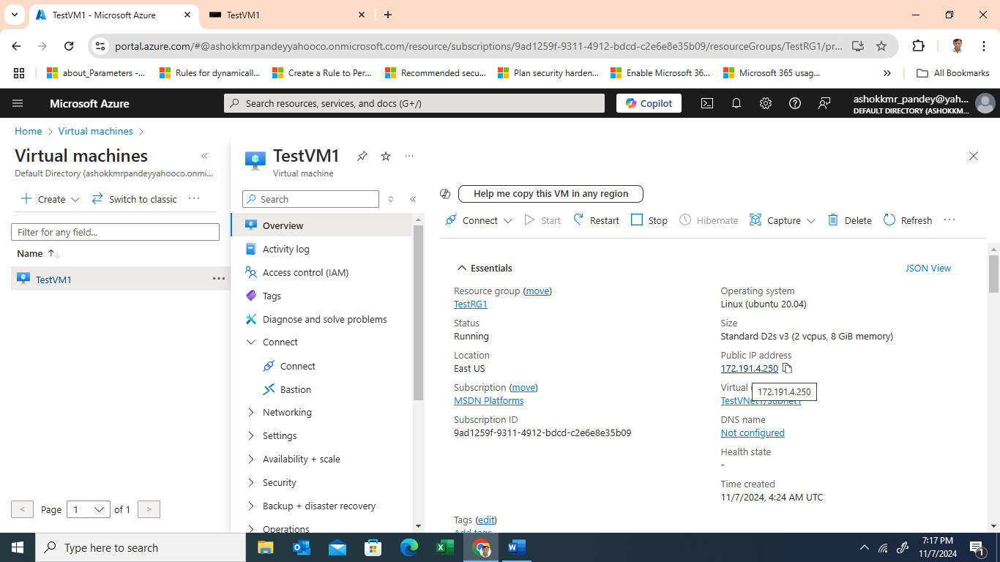 TestVM1 - Microsoft Azure
TestVM1
portal.azure.com/#@ashokkmrpandeyyahooco.onmicrosoft.com/resource/subscriptions/9ad1259f-9311-4912-bdcd-c2e6e8e35b09/resourceGroups/TestRG1/pr...
about_Parameters -...
Rules for dynamicall...
Create a Rule to Per...
Recommended secu...
Plan security harden...
Enable Microsoft 36...
Microsoft 365 usag...
All Bookmarks
Microsoft Azure
Search resources, services, and docs (G+/)
Copilot
ashokkmr_pandey@yah...
DEFAULT DIRECTORY (ASHOKKM...
Home
Virtual machines
Virtual machines
Default Directory (ashokkmrpandeyyahooco.onmi...
Create
Switch to classic
Filter for any field...
Name
TestVM1
Page 1 of 1
TestVM1
Virtual machine
Search
Overview
Activity log
Access control (IAM)
Tags
Diagnose and solve problems
Connect
Connect
Bastion
Networking
Settings
Availability + scale
Security
Backup + disaster recovery
Operations
Help me copy this VM in any region
Connect
Start
Restart
Stop
Hibernate
Capture
Delete
Refresh
Essentials
JSON View
Resource group (move)
TestRG1
Status
Running
Location
East US
Subscription (move)
MSDN Platforms
Subscription ID
9ad1259f-9311-4912-bdcd-c2e6e8e35b09
Operating system
Linux (ubuntu 20.04)
Size
Standard D2s v3 (2 vcpus, 8 GiB memory)
Public IP address
172.191.4.250
Virtual
172.191.4.250
TestVNet1/Subnet1
DNS name
Not configured
Health state
-
Time created
11/7/2024, 4:24 AM UTC
Tags (edit)
Add tags
Type here to search
7:17 PM
11/7/2024
1